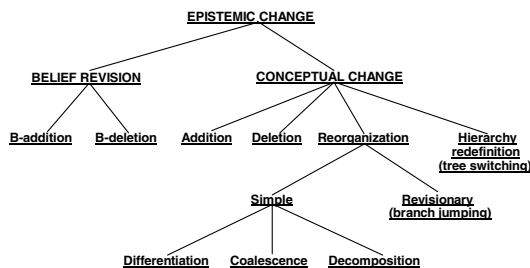 EPISTEMIC CHANGE
BELIEF REVISION
CONCEPTUAL CHANGE
B-addition
B-deletion
Addition
Deletion
Reorganization
Hierarchy
redefinition
(tree switching)
Simple
Revisionary
(branch jumping)
Differentiation
Coalescence
Decomposition